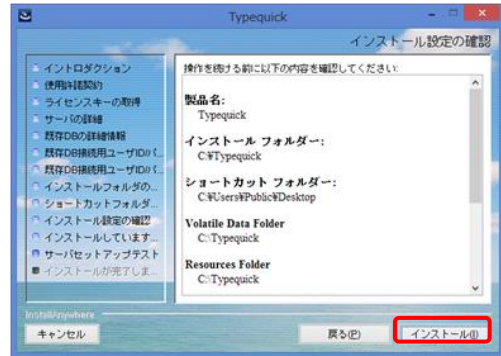 Typequick
インストール設定の確認
イントロダクション
使用許諾契約
ライセンスキーの取得
サーバの詳細
既存DBの詳細情報
既存DB接続用ユーザID/パ(...
既存DB接続用ユーザID/パ(...
インストールフォルダの...
ショートカットフォルダ...
インストール設定の確認
インストールしています...
サーバセットアップテスト
インストールが完了しま...
操作を続ける前に以下の内容を確認してください:
製品名:
Typequick
インストール フォルダー:
C:¥Typequick
ショートカット フォルダー:
C:¥Users¥Public¥Desktop
Volatile Data Folder
C:\Typequick
Resources Folder
C:\Typequick
InstallAnywhere
キャンセル
戻る(P)
インストール(I)